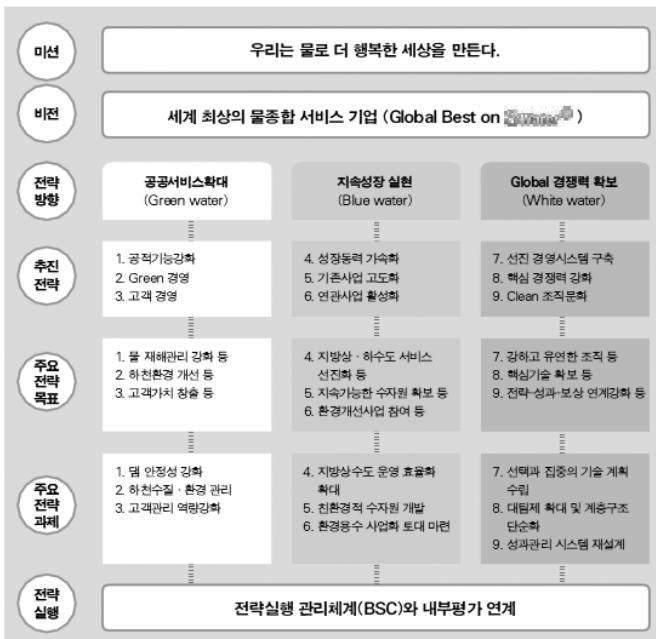 미션
우리는 물로 더 행복한 세상을 만든다.
비전
세계 최상의 물종합 서비스 기업 (Global Best on )
전략
방향
공공서비스확대
(Green water)
지속성장 실현
(Blue water)
Global 경쟁력 확보
(White water)
추진
전략
1. 공적기능강화
2. Green 경영
3. 고객 경영
4. 성장동력 가속화
5. 기존사업 고도화
6. 연관사업 활성화
7. 선진 경영시스템 구축
8. 핵심 경쟁력 강화
9. Clean 조직문화
주요
전략
목표
1. 물 재해관리 강화 등
2. 하천환경 개선 등
3. 고객가치 창출 등
4. 지방상 · 하수도 서비스
선진화 등
5. 지속가능한 수자원 확보 등
6. 환경개선사업 참여 등
7. 강하고 유연한 조직 등
8. 핵심기술 확보 등
9. 전략-성과-보상 연계강화 등
주요
전략
과제
1. 댐 안정성 강화
2. 하천수질 · 환경 관리
3. 고객관리 역량강화
4. 지방상수도 운영 효율화
확대
5. 친환경적 수자원 개발
6. 환경용수 사업화 토대 마련
7. 선택과 집중의 기술 계획
수립
8. 대팀제 확대 및 계층구조
단순화
9. 성과관리 시스템 재설계
전략
실행
전략실행 관리체계(BSC)와 내부평가 연계